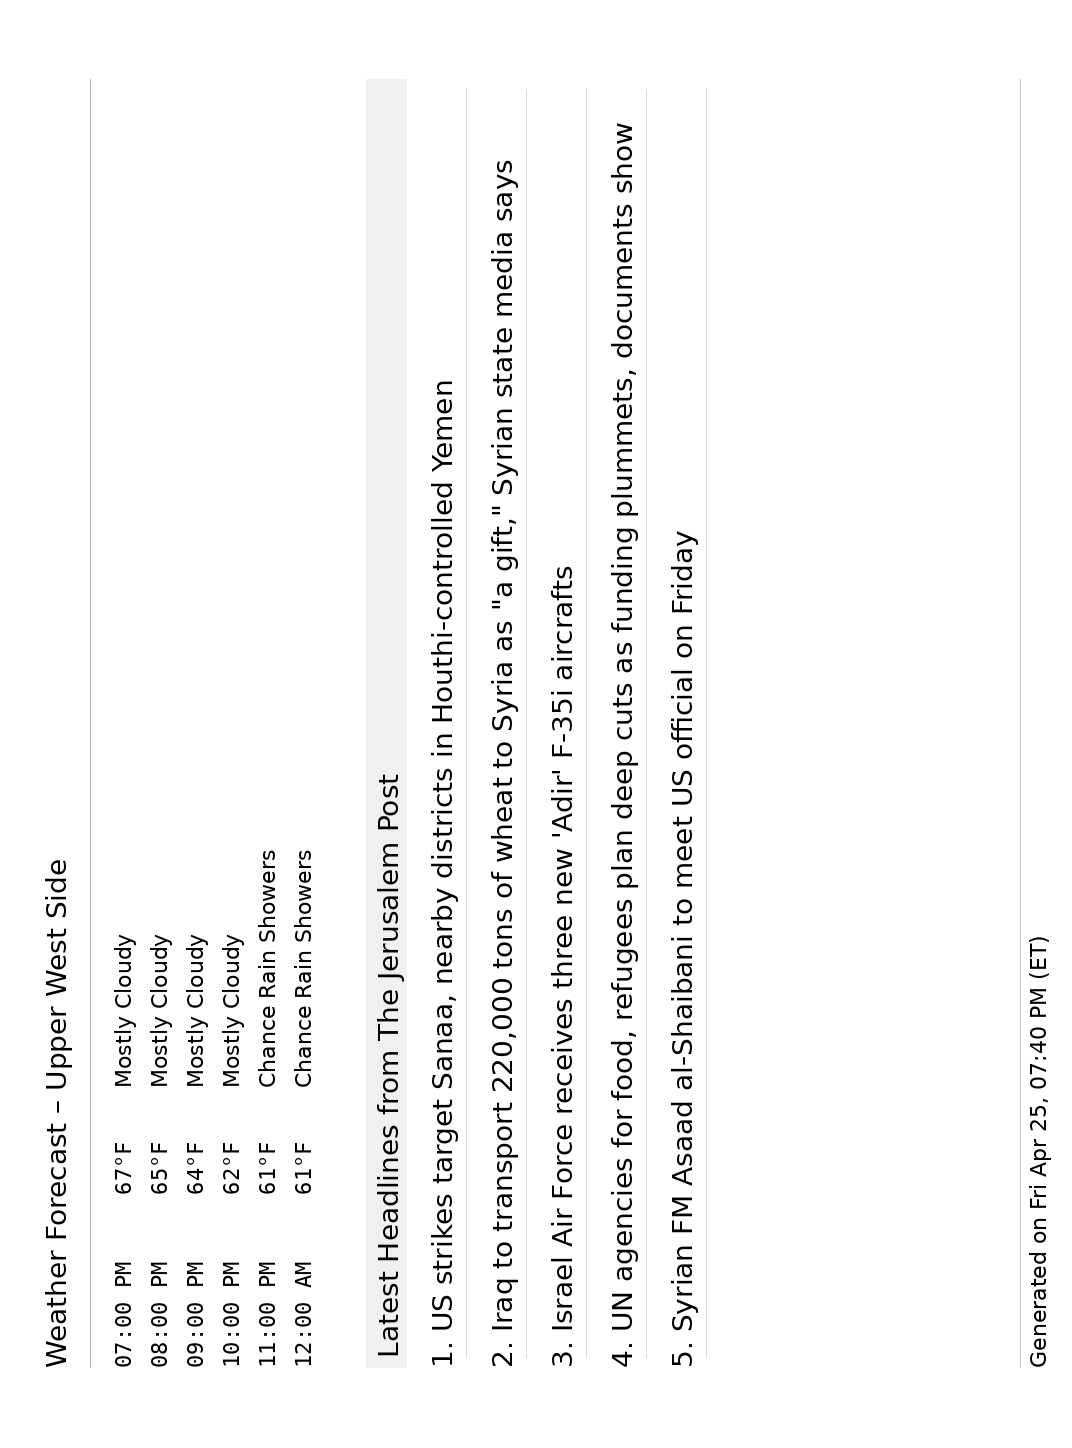 Weather Forecast – Upper West Side
07:00 PM 67°F Mostly Cloudy
08:00 PM 65°F Mostly Cloudy
09:00 PM 64°F Mostly Cloudy
10:00 PM 62°F Mostly Cloudy
11:00 PM 61°F Chance Rain Showers
12:00 AM 61°F Chance Rain Showers
Latest Headlines from The Jerusalem Post
1. US strikes target Sanaa, nearby districts in Houthi-controlled Yemen
2. Iraq to transport 220,000 tons of wheat to Syria as "a gift," Syrian state media says
3. Israel Air Force receives three new 'Adir' F-35i aircrafts
4. UN agencies for food, refugees plan deep cuts as funding plummets, documents show
5. Syrian FM Asaad al-Shaibani to meet US official on Friday
Generated on Fri Apr 25, 07:40 PM (ET)